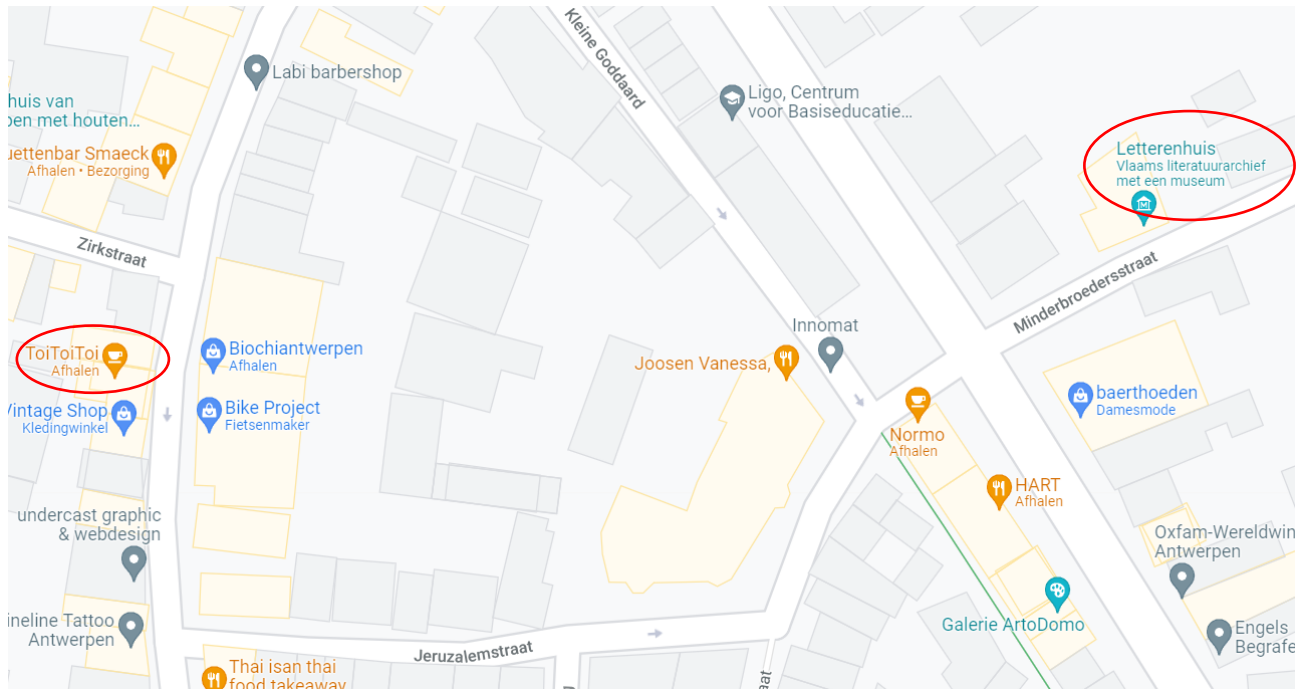 Labi barbershop
huis van
pen met houten...
uettenbar Smaeck
Afhalen • Bezorging
Zirkstraat
ToiToiToi
Afhalen
Vintage Shop
Kledingwinkel
Biochiantwerpen
Afhalen
Bike Project
Fietsenmaker
undercast graphic
& webdesign
ineline Tattoo
Antwerpen
Thai isan thai
food takeaway
Jeruzalemstraat
Kleine Goddaard
Ligo, Centrum
voor Basiseducatie...
Letterenhuis
Vlaams literatuurarchief
met een museum
Minderbroedersstraat
Innomat
Joosen Vanessa,
Normo
Afhalen
baerthoeden
Damesmode
HART
Afhalen
Oxfam-Wereldwin
Antwerpen
Galerie ArtoDomo
Engels
Begrafe
aat